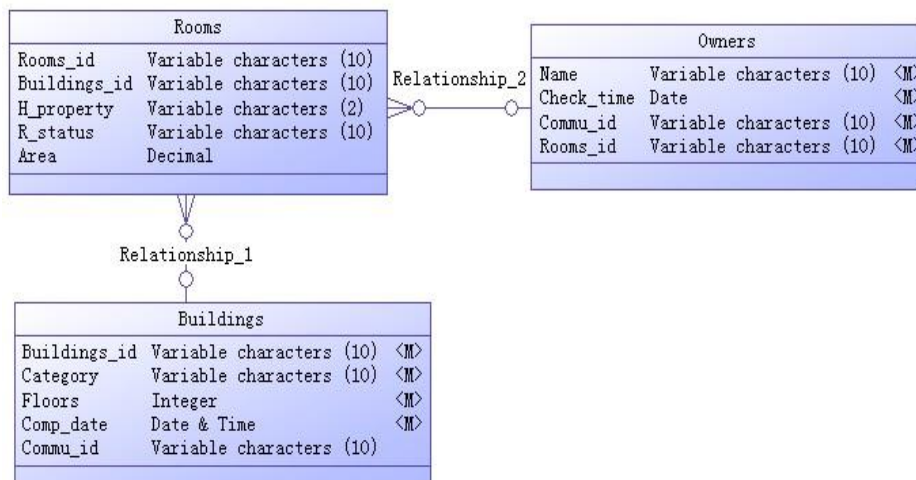 Rooms
Rooms_id Variable characters (10)
Buildings_id Variable characters (10)
H_property Variable characters (2)
R_status Variable characters (10)
Area Decimal
Relationship_2
Owners
Name Variable characters (10) <M>
Check_time Date <M>
Commu_id Variable characters (10) <M>
Rooms_id Variable characters (10) <M>
Relationship_1
Buildings
Buildings_id Variable characters (10) <M>
Category Variable characters (10) <M>
Floors Integer <M>
Comp_date Date & Time <M>
Commu_id Variable characters (10)